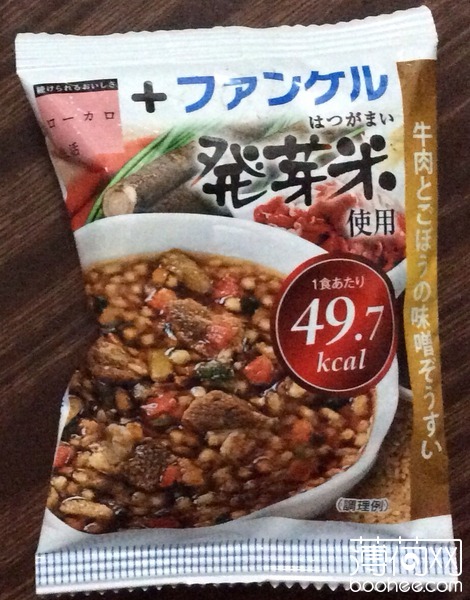 続けられるおいしさ
ローカロ
生活
+ファンケル
はつがまい
発芽米
使用
牛肉とごぼうの味噌ぞうすい
1食あたり
49.7
kcal
(調理例)
薄荷网
boohee.com